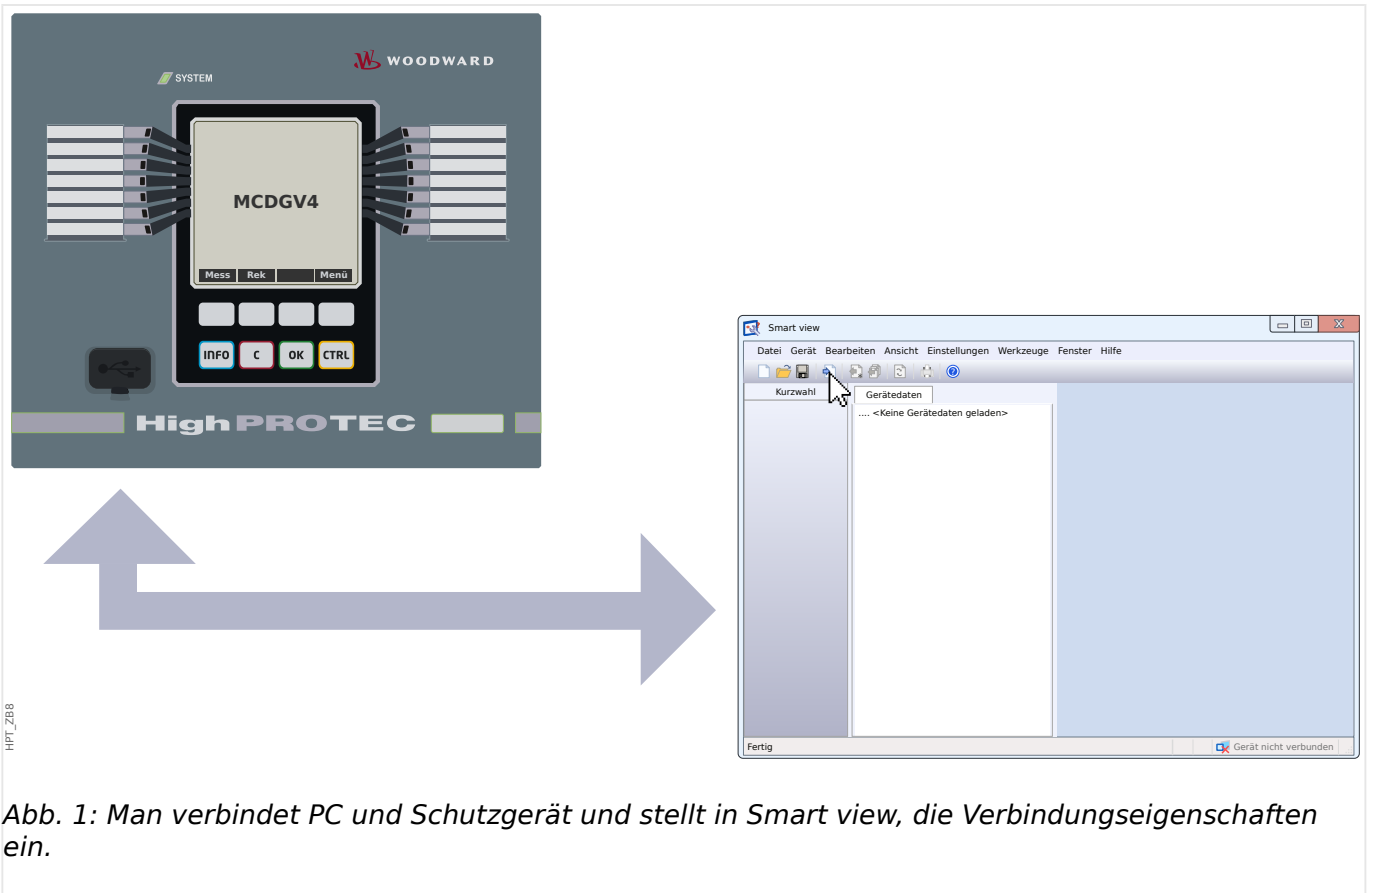 WOODWARD
SYSTEM
MCDGV4
Mess Rek Menü
INFO C OK CTRL
HighPROTEC
Smart view
Datei Gerät Bearbeiten Ansicht Einstellungen Werkzeuge Fenster Hilfe
Kurzwahl
Gerätedaten
.... <Keine Gerätedaten geladen>
Fertig
Gerät nicht verbunden
HPT_ZB8
Abb. 1: Man verbindet PC und Schutzgerät und stellt in Smart view, die Verbindungseigenschaften
ein.